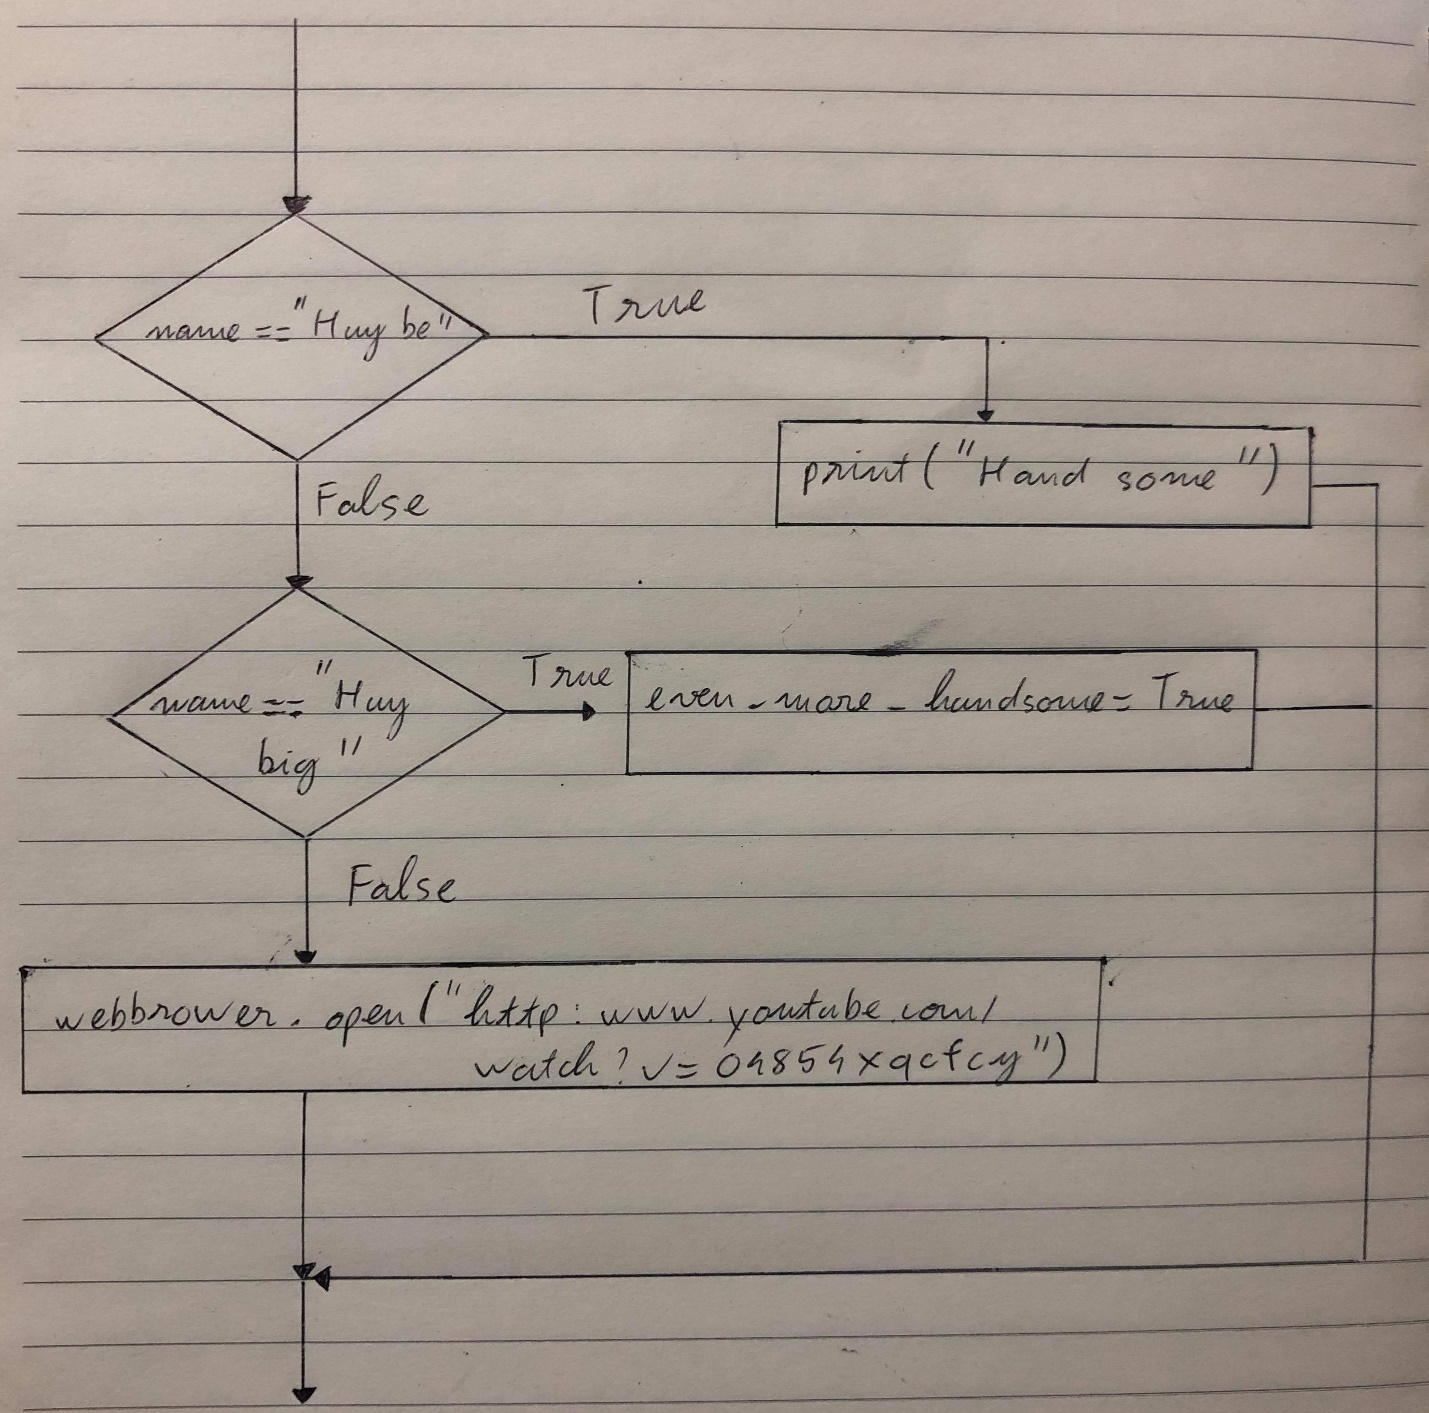 name == "Huy be"
True
print("Hand some")
False
name == "Huy
big"
True
even_more_handsome = True
False
webbrower.open("http: www.youtube.com/
watch?v=